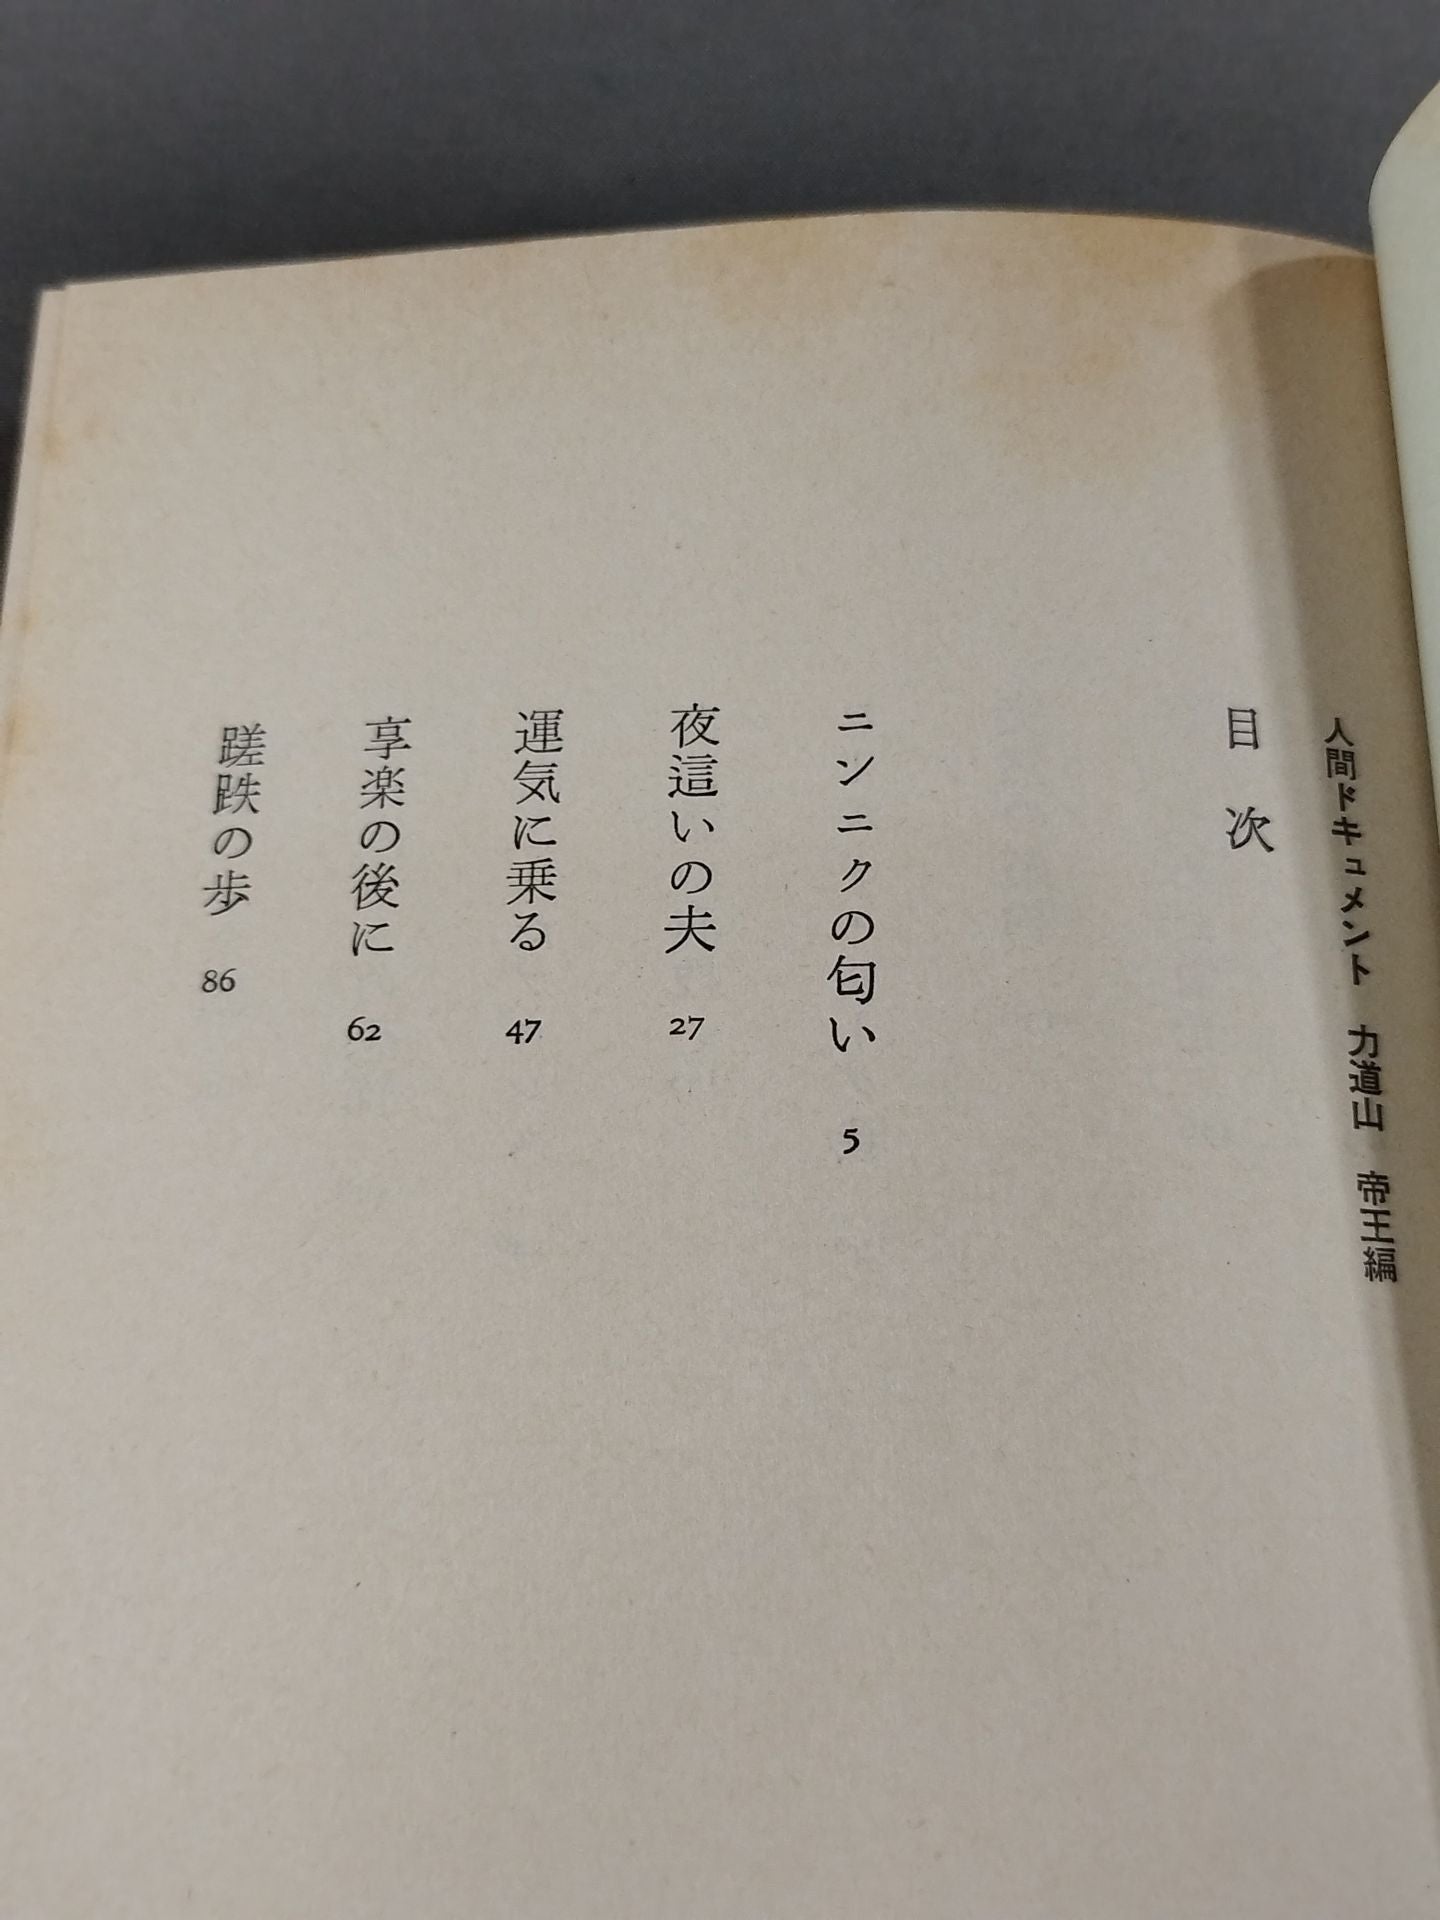 人間ドキュメント 力道山 帝王編
目次
ニンニクの匂い 5
夜這いの夫 27
運気に乗る 47
享楽の後に 62
蹉跌の歩 86